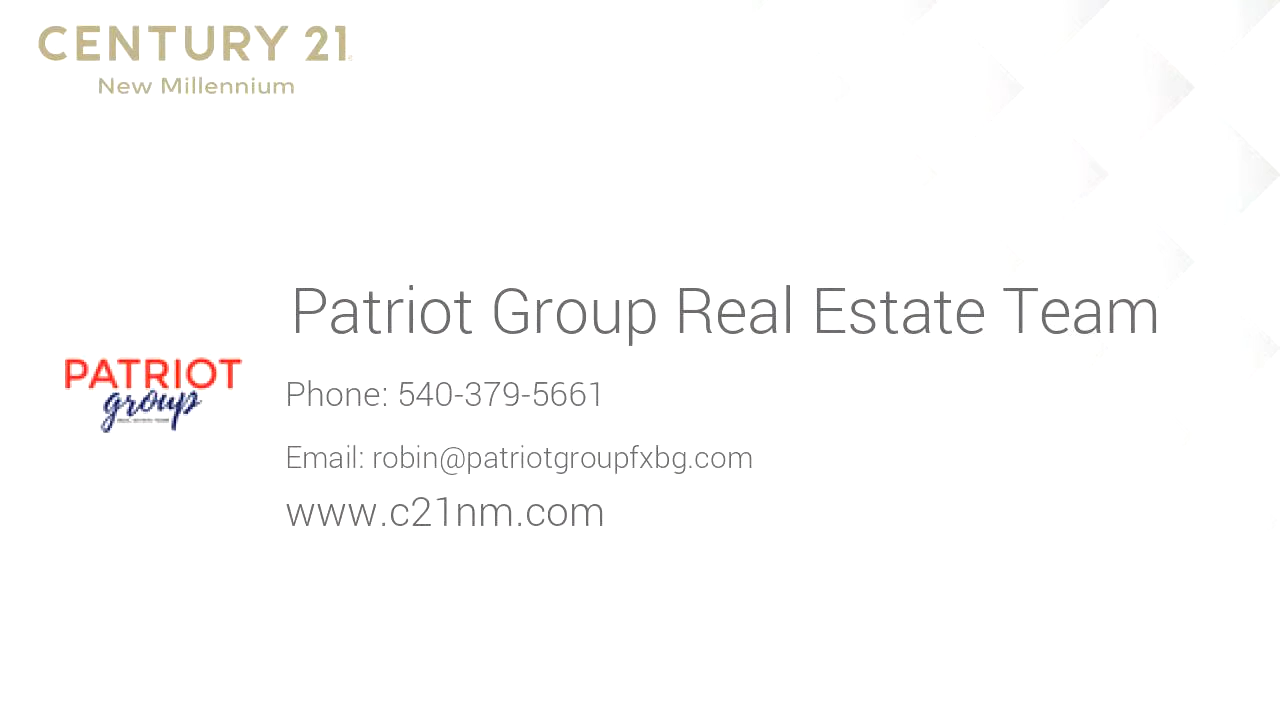 CENTURY 21
New Millennium
Patriot Group Real Estate Team
PATRIOT
group
Phone: 540-379-5661
Email: robin@patriotgroupfxbg.com
www.c21nm.com